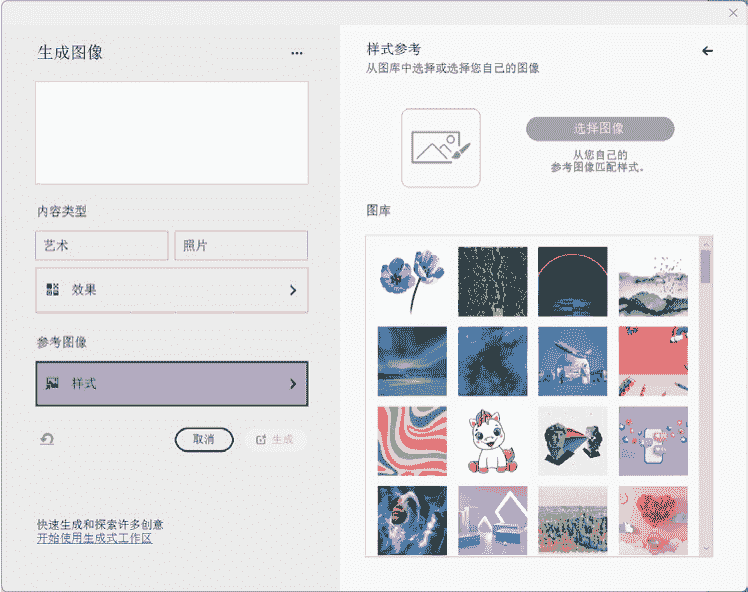 生成图像
...
内容类型
艺术
照片
效果
参考图像
样式
取消
生成
快速生成和探索许多创意
开始使用生成式工作区
样式参考
从图库中选择或选择您自己的图像
选择图像
从您自己的
参考图像匹配样式。
图库